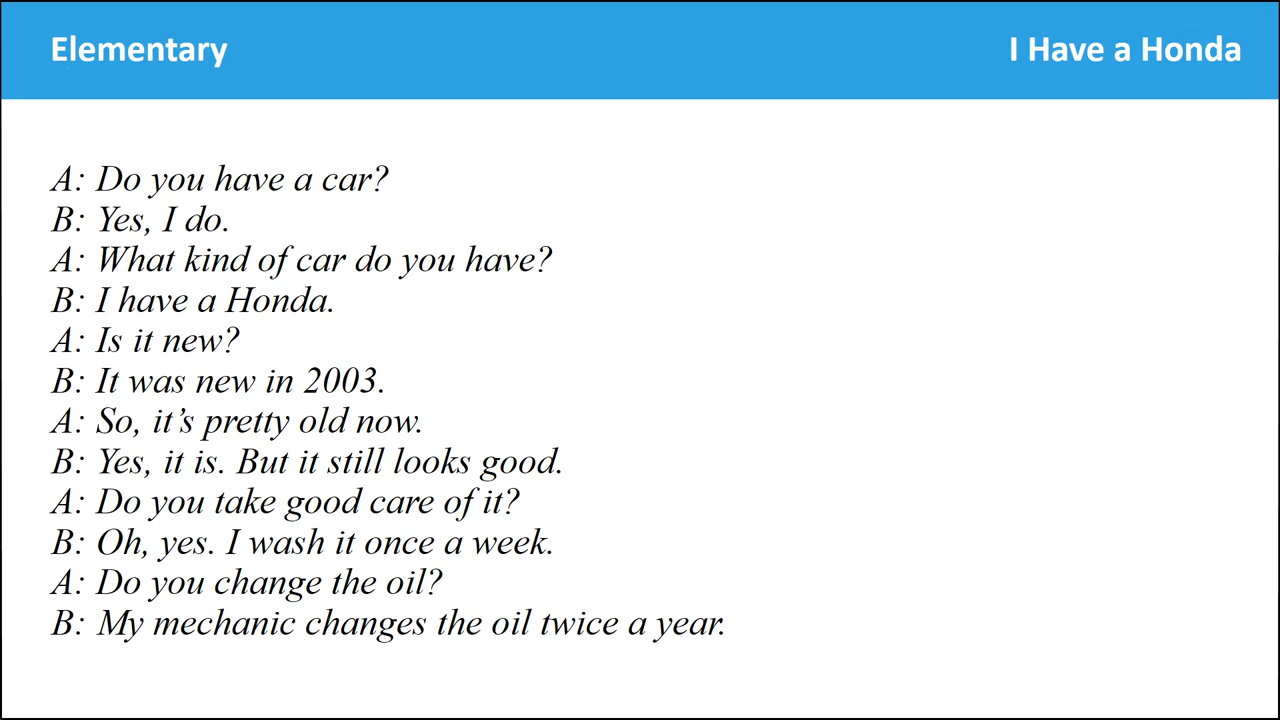 Elementary
I Have a Honda
A: Do you have a car?
B: Yes, I do.
A: What kind of car do you have?
B: I have a Honda.
A: Is it new?
B: It was new in 2003.
A: So, it’s pretty old now.
B: Yes, it is. But it still looks good.
A: Do you take good care of it?
B: Oh, yes. I wash it once a week.
A: Do you change the oil?
B: My mechanic changes the oil twice a year.